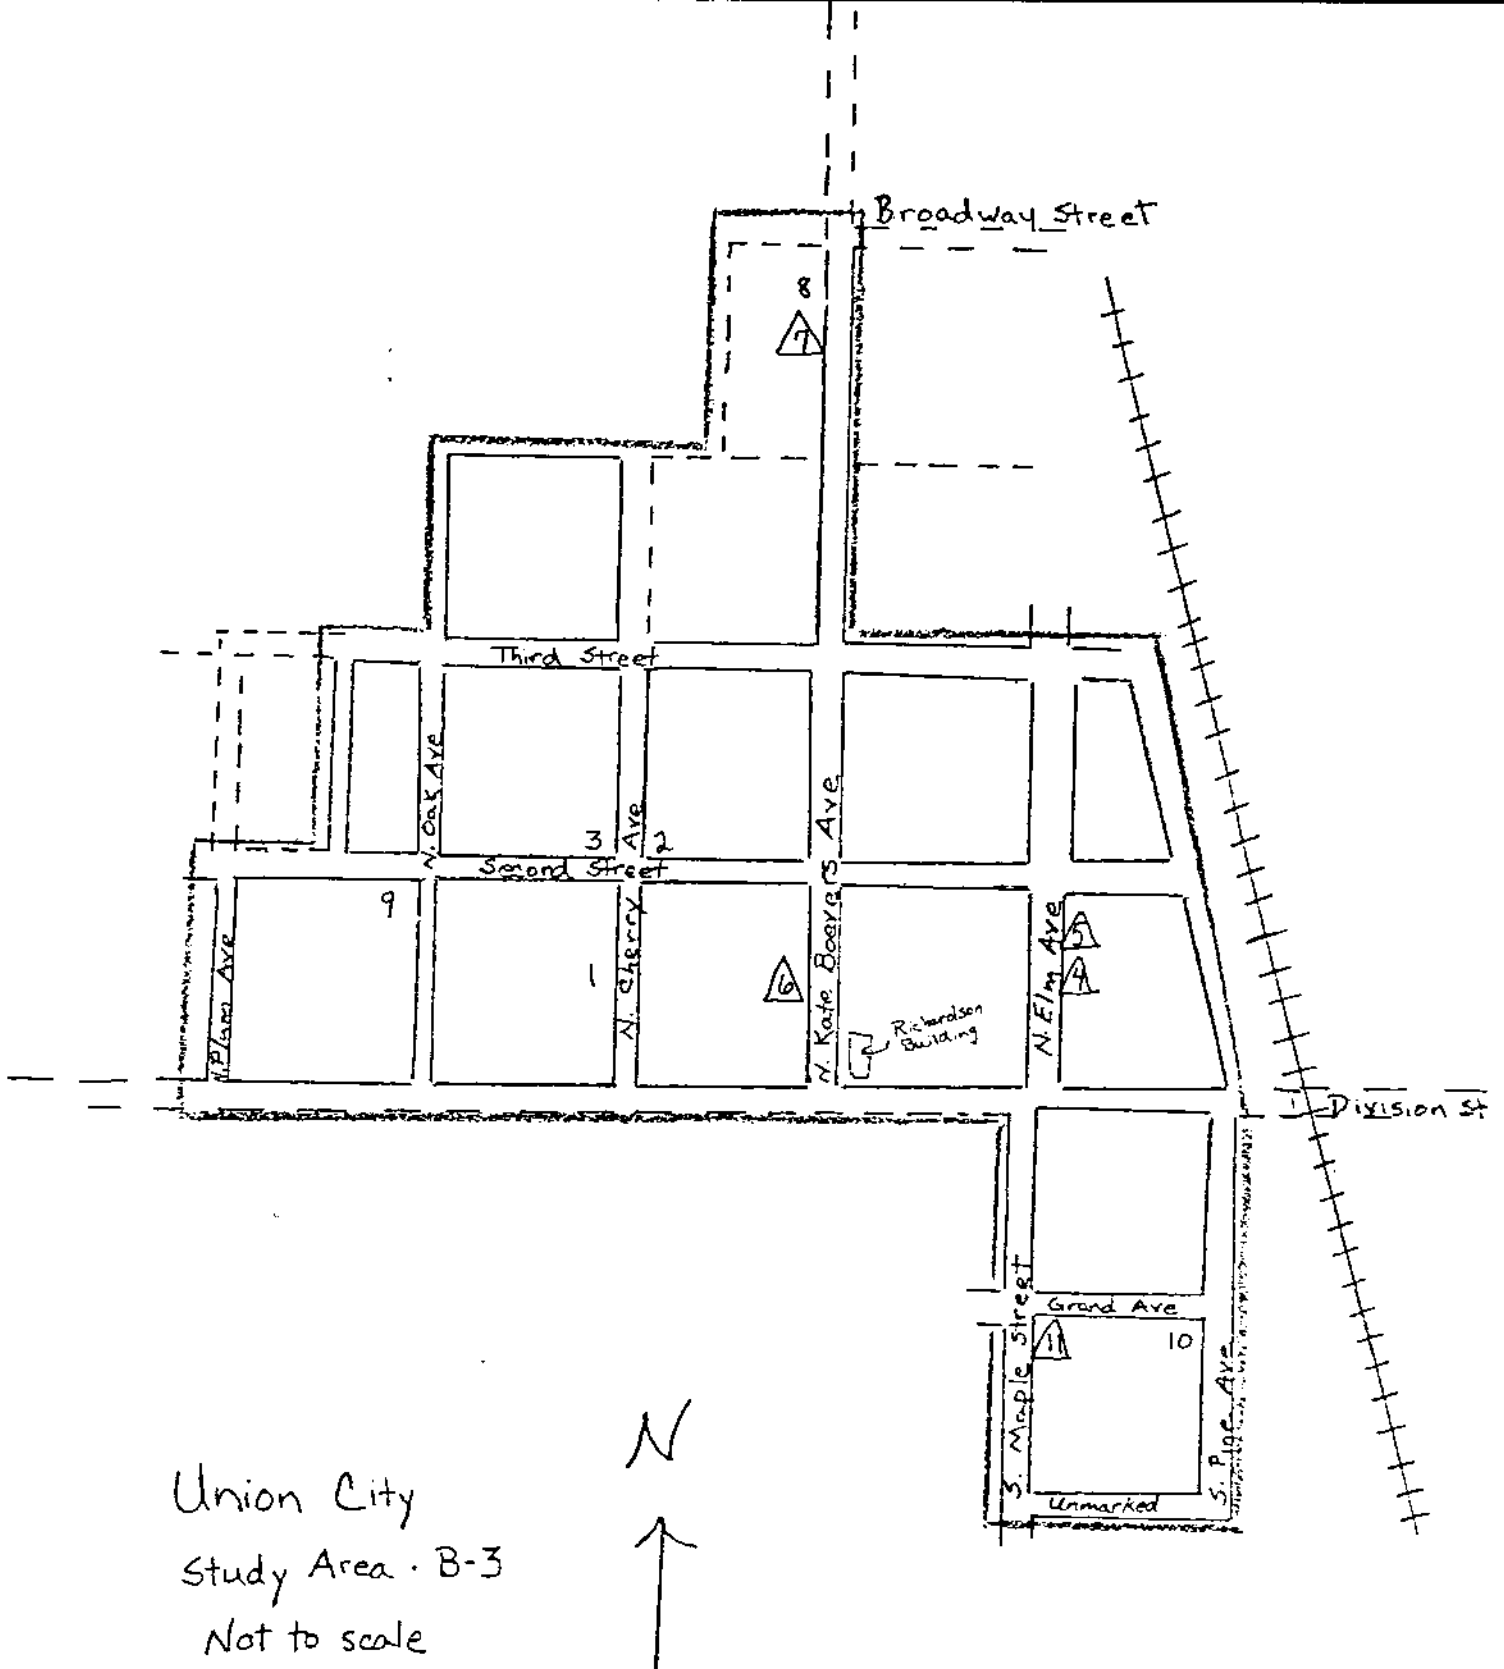 Broadway Street
8
7
Third Street
N. Oak Ave
3
Ave
2
Second Street
9
N. Plum Ave
1
N. Cherry
6
N. Kate Boevers Ave
Richardson
Building
N. Elm Ave
5
4
Division St
S. Maple Street
Grand Ave
11
10
S. Pine Ave
Unmarked
N
Union City
Study Area . B-3
Not to scale